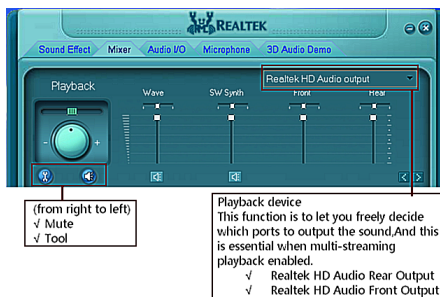 REALTEK
Sound Effect Mixer Audio I/O Microphone 3D Audio Demo
Realtek HD Audio output
Playback
Wave SW Synth Front Rear
- +
(from right to left)
√ Mute
√ Tool
Playback device
This function is to let you freely decide
which ports to output the sound,And this
is essential when multi-streaming
playback enabled.
√ Realtek HD Audio Rear Output
√ Realtek HD Audio Front Output